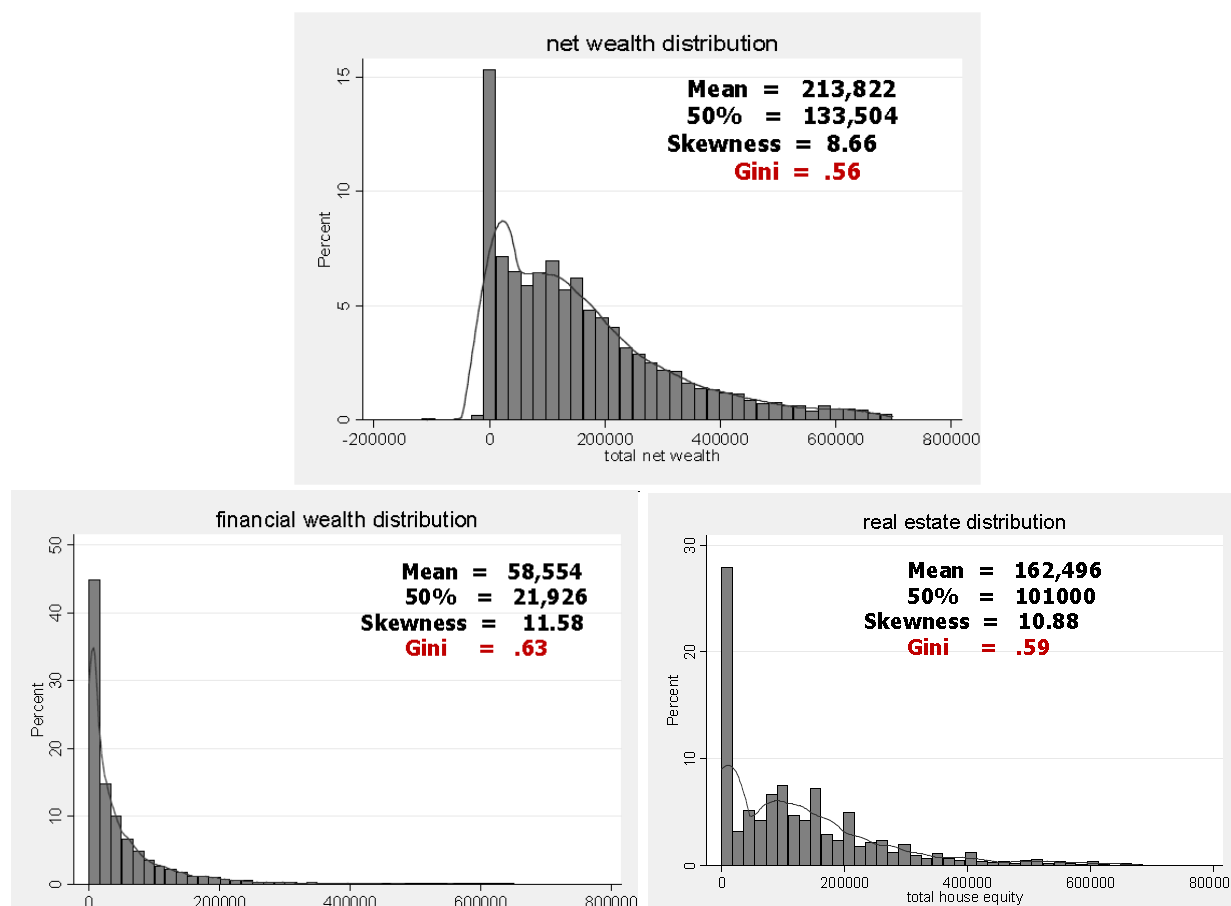 net wealth distribution
Mean = 213,822
50% = 133,504
Skewness = 8.66
Gini = .56
Percent
15
10
5
0
-200000 0 200000 400000 600000 800000
total net wealth
financial wealth distribution
Mean = 58,554
50% = 21,926
Skewness = 11.58
Gini = .63
Percent
50
40
30
20
10
0
0 200000 400000 600000 800000
real estate distribution
Mean = 162,496
50% = 101000
Skewness = 10.88
Gini = .59
Percent
30
20
10
0
0 200000 400000 600000 800000
total house equity